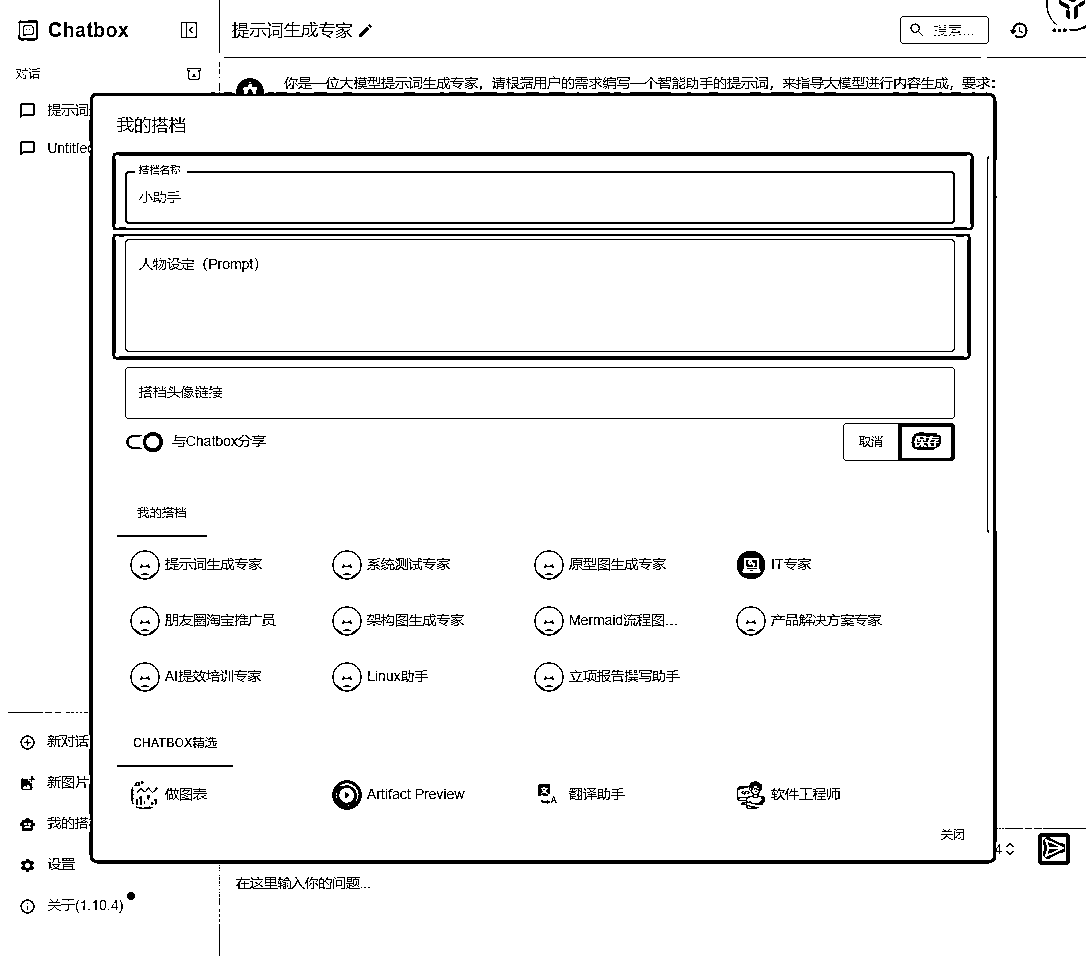 Chatbox
提示词生成专家
搜索...
对话
你是一位大模型提示词生成专家，请根据用户的需求编写一个智能助手的提示词，来指导大模型进行内容生成，要求：
提示词
Untitle
我的搭档
搭档名称
小助手
人物设定（Prompt）
搭档头像链接
与Chatbox分享
取消
保存
我的搭档
提示词生成专家
系统测试专家
原型图生成专家
IT专家
朋友圈淘宝推广员
架构图生成专家
Mermaid流程图...
产品解决方案专家
AI提效培训专家
Linux助手
立项报告撰写助手
CHATBOX精选
做图表
Artifact Preview
翻译助手
软件工程师
关闭
新对话
新图片
我的搭
设置
关于(1.10.4)
4
在这里输入你的问题...